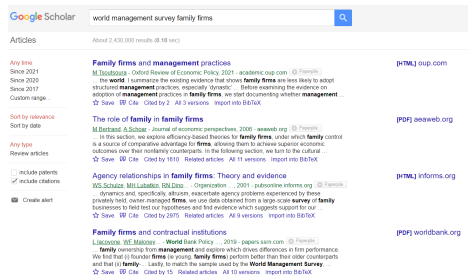 Google Scholar
world management survey family firms
Articles
About 2,430,000 results (0.10 sec)
Any time
Since 2021
Since 2020
Since 2017
Custom range...
Sort by relevance
Sort by date
Any type
Review articles
include patents
include citations
Create alert
Family firms and management practices
[HTML] oup.com
M Tsoutsoura - Oxford Review of Economic Policy, 2021 - academic.oup.com
Paperpile
... the world. I summarize the existing evidence that shows family firms are less likely to adopt
structured management practices, especially 'dynastic' ... Before examining the evidence on
adoption of management practices in family firms, we start documenting whether management ...
Save Cite Cited by 2 All 3 versions Import into BibTeX
The role of family in family firms
[PDF] aeaweb.org
M Bertrand, A Schoar - Journal of economic perspectives, 2006 - aeaweb.org
Paperpile
... In this section, we explore efficiency-based theories for family firms, under which family control
is a source of comparative advantage for firms, allowing them to achieve superior economic
outcomes over their nonfamily counterparts. In the following section, we turn to the cultural ...
Save Cite Cited by 1610 Related articles All 11 versions Import into BibTeX
Agency relationships in family firms: Theory and evidence
[HTML] informs.org
WS Schulze, MH Lubatkin, RN Dino... - Organization ..., 2001 - pubsonline.informs.org
Paperpile
... dynamics and, specifically, altruism, exacerbate agency problems experienced by these
privately held, owner-managed firms, we use data obtained from a large-scale survey of family
businesses to field test our hypotheses and find evidence which suggests support for our ...
Save Cite Cited by 2975 Related articles All 9 versions Import into BibTeX
Family firms and contractual institutions
[PDF] worldbank.org
L Iacovone, WF Maloney... - World Bank Policy ..., 2019 - papers.ssrn.com
Paperpile
... family ownership from management and explore which drives differences in firm performance.
We find that (i) founder firms (ie young, family firms) perform better than their older counterparts
and that (ii) family-... Lastly, to match the sample used by the World Management Survey, ...
Save Cite Cited by 15 Related articles All 10 versions Import into BibTeX